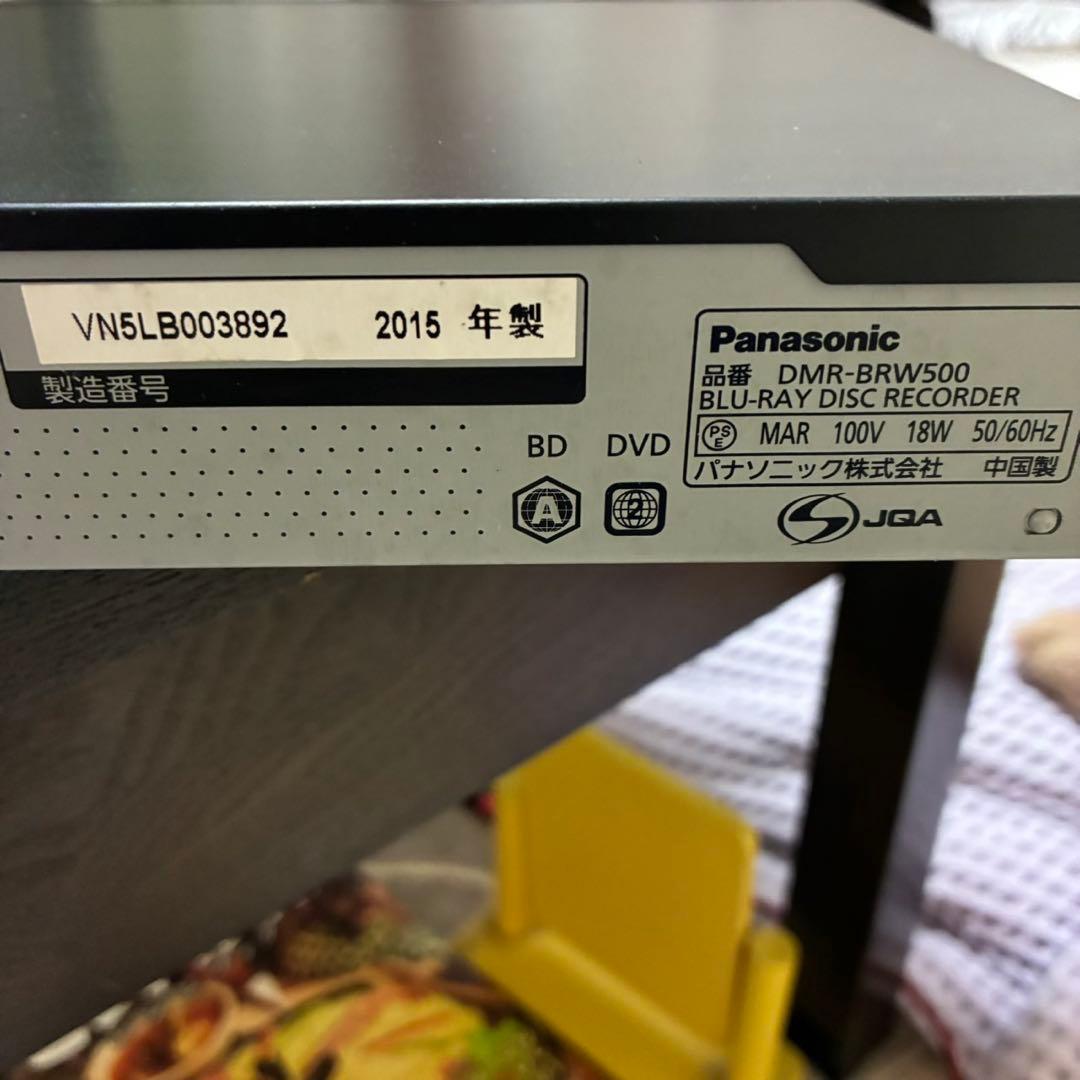 VN5LB003892 2015 年製
製造番号
BD DVD
A 2
Panasonic
品番 DMR-BRW500
BLU-RAY DISC RECORDER
PSE MAR 100V 18W 50/60Hz
パナソニック株式会社 中国製
JQA